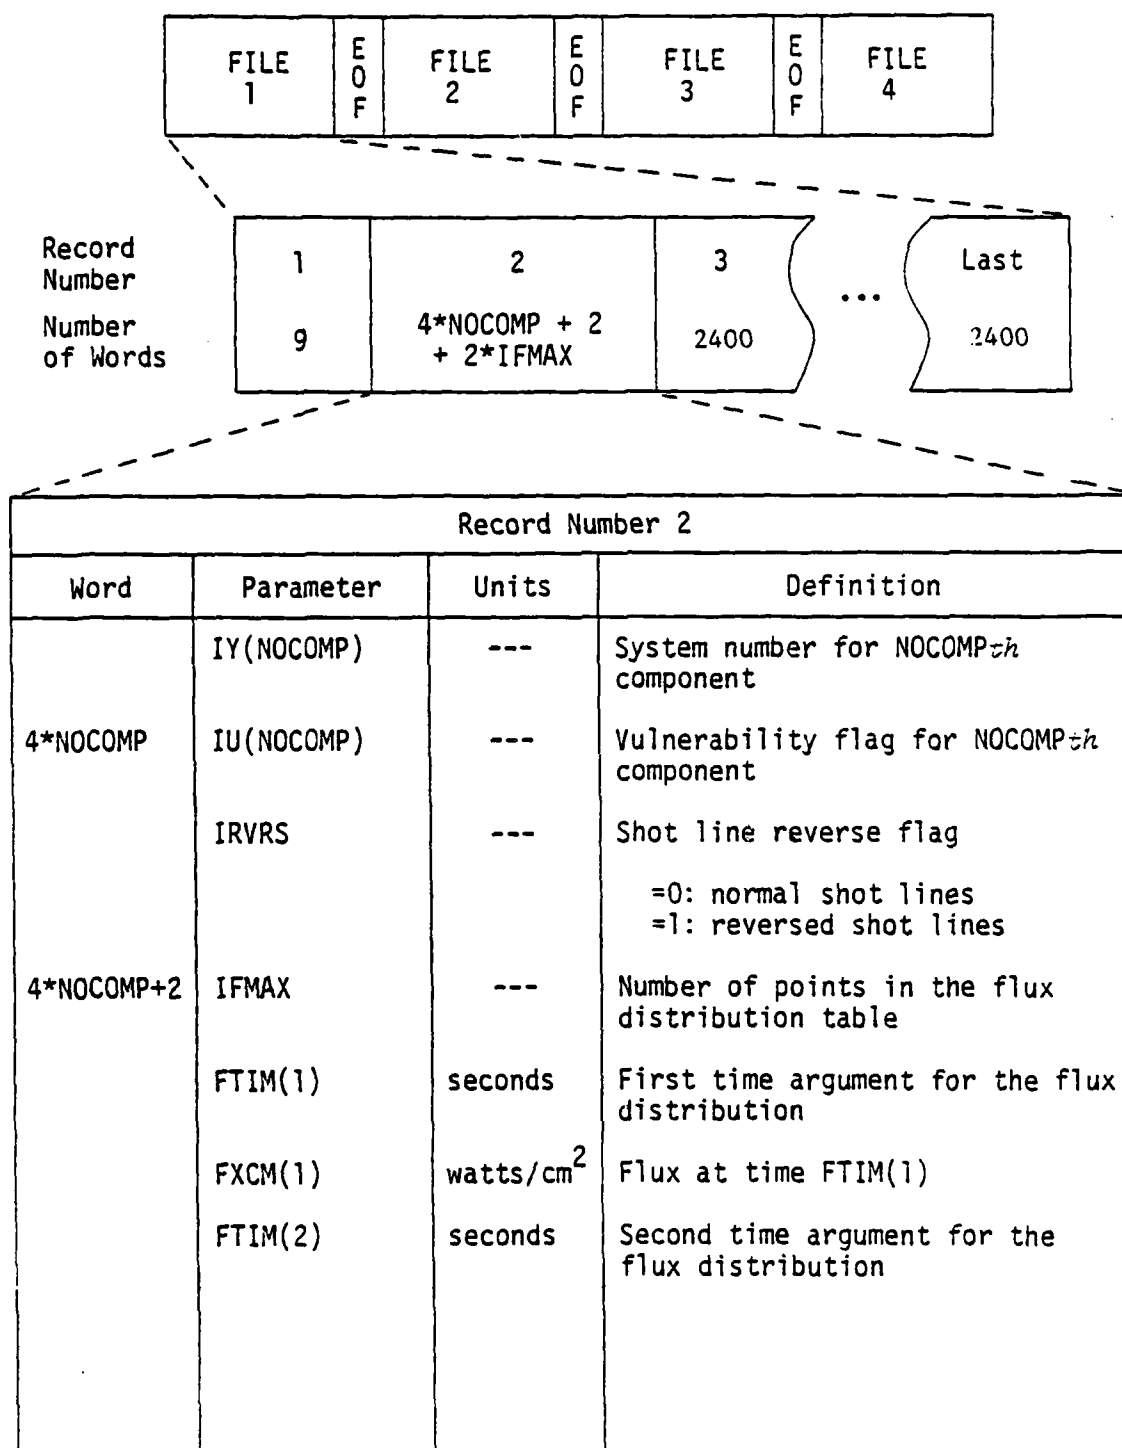 FILE 1 EOF FILE 2 EOF FILE 3 EOF FILE 4
Record Number 1 2 3 ... Last
Number of Words 9 4*NOCOMP + 2 + 2*IFMAX 2400 2400
Record Number 2
Word Parameter Units Definition
IY(NOCOMP) --- System number for NOCOMPth
component
4*NOCOMP IU(NOCOMP) --- Vulnerability flag for NOCOMPth
component
IRVRS --- Shot line reverse flag
=0: normal shot lines
=1: reversed shot lines
4*NOCOMP+2 IFMAX --- Number of points in the flux
distribution table
FTIM(1) seconds First time argument for the flux
distribution
FXCM(1) watts/cm² Flux at time FTIM(1)
FTIM(2) seconds Second time argument for the
flux distribution